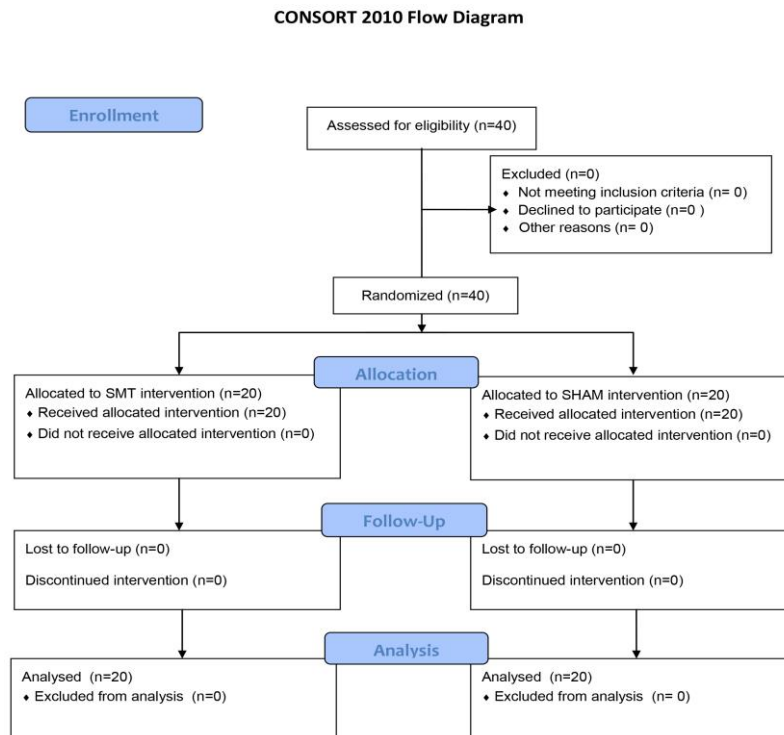 CONSORT 2010 Flow Diagram
Enrollment
Assessed for eligibility (n=40)
Excluded (n=0)
♦ Not meeting inclusion criteria (n= 0)
♦ Declined to participate (n=0 )
♦ Other reasons (n= 0)
Randomized (n=40)
Allocation
Allocated to SMT intervention (n=20)
♦ Received allocated intervention (n=20)
♦ Did not receive allocated intervention (n=0)
Allocated to SHAM intervention (n=20)
♦ Received allocated intervention (n=20)
♦ Did not receive allocated intervention (n=0)
Follow-Up
Lost to follow-up (n=0)
Discontinued intervention (n=0)
Lost to follow-up (n=0)
Discontinued intervention (n=0)
Analysis
Analysed (n=20)
♦ Excluded from analysis (n=0)
Analysed (n=20)
♦ Excluded from analysis (n= 0)